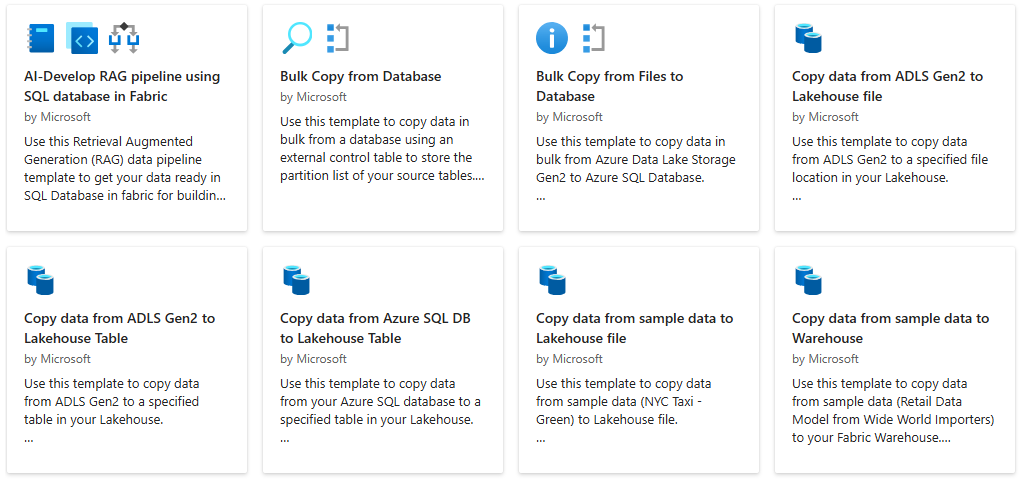 AI-Develop RAG pipeline using
SQL database in Fabric
by Microsoft
Use this Retrieval Augmented
Generation (RAG) data pipeline
template to get your data ready in
SQL Database in fabric for buildin...
Bulk Copy from Database
by Microsoft
Use this template to copy data in
bulk from a database using an
external control table to store the
partition list of your source tables....
Bulk Copy from Files to
Database
by Microsoft
Use this template to copy data in
bulk from Azure Data Lake Storage
Gen2 to Azure SQL Database.
...
Copy data from ADLS Gen2 to
Lakehouse file
by Microsoft
Use this template to copy data
from ADLS Gen2 to a specified file
location in your Lakehouse.
...
Copy data from ADLS Gen2 to
Lakehouse Table
by Microsoft
Use this template to copy data
from ADLS Gen2 to a specified
table in your Lakehouse.
...
Copy data from Azure SQL DB
to Lakehouse Table
by Microsoft
Use this template to copy data
from your Azure SQL database to a
specified table in your Lakehouse.
...
Copy data from sample data to
Lakehouse file
by Microsoft
Use this template to copy data
from sample data (NYC Taxi -
Green) to Lakehouse file.
...
Copy data from sample data to
Warehouse
by Microsoft
Use this template to copy data
from sample data (Retail Data
Model from Wide World Importers)
to your Fabric Warehouse....